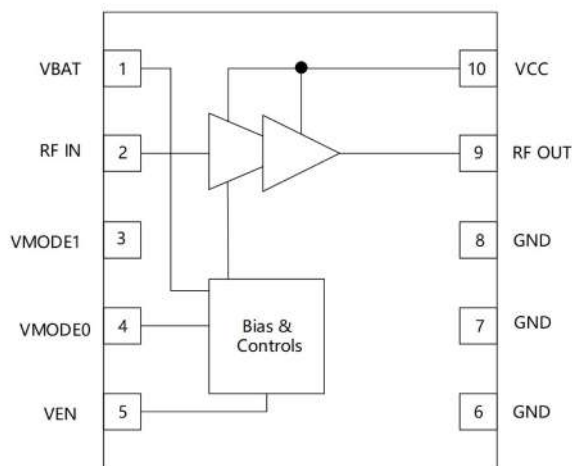 VBAT 1 10 VCC
RF IN 2 9 RF OUT
VMODE1 3 8 GND
VMODE0 4 Bias & 7 GND
Controls
VEN 5 6 GND